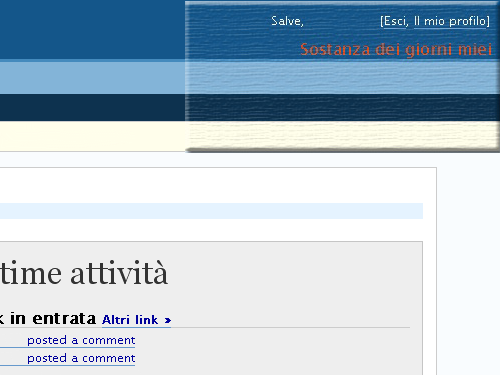 Salve, [Esci, Il mio profilo]
Sostanza dei giorni miei
time attività
in entrata Altri link »
posted a comment
posted a comment